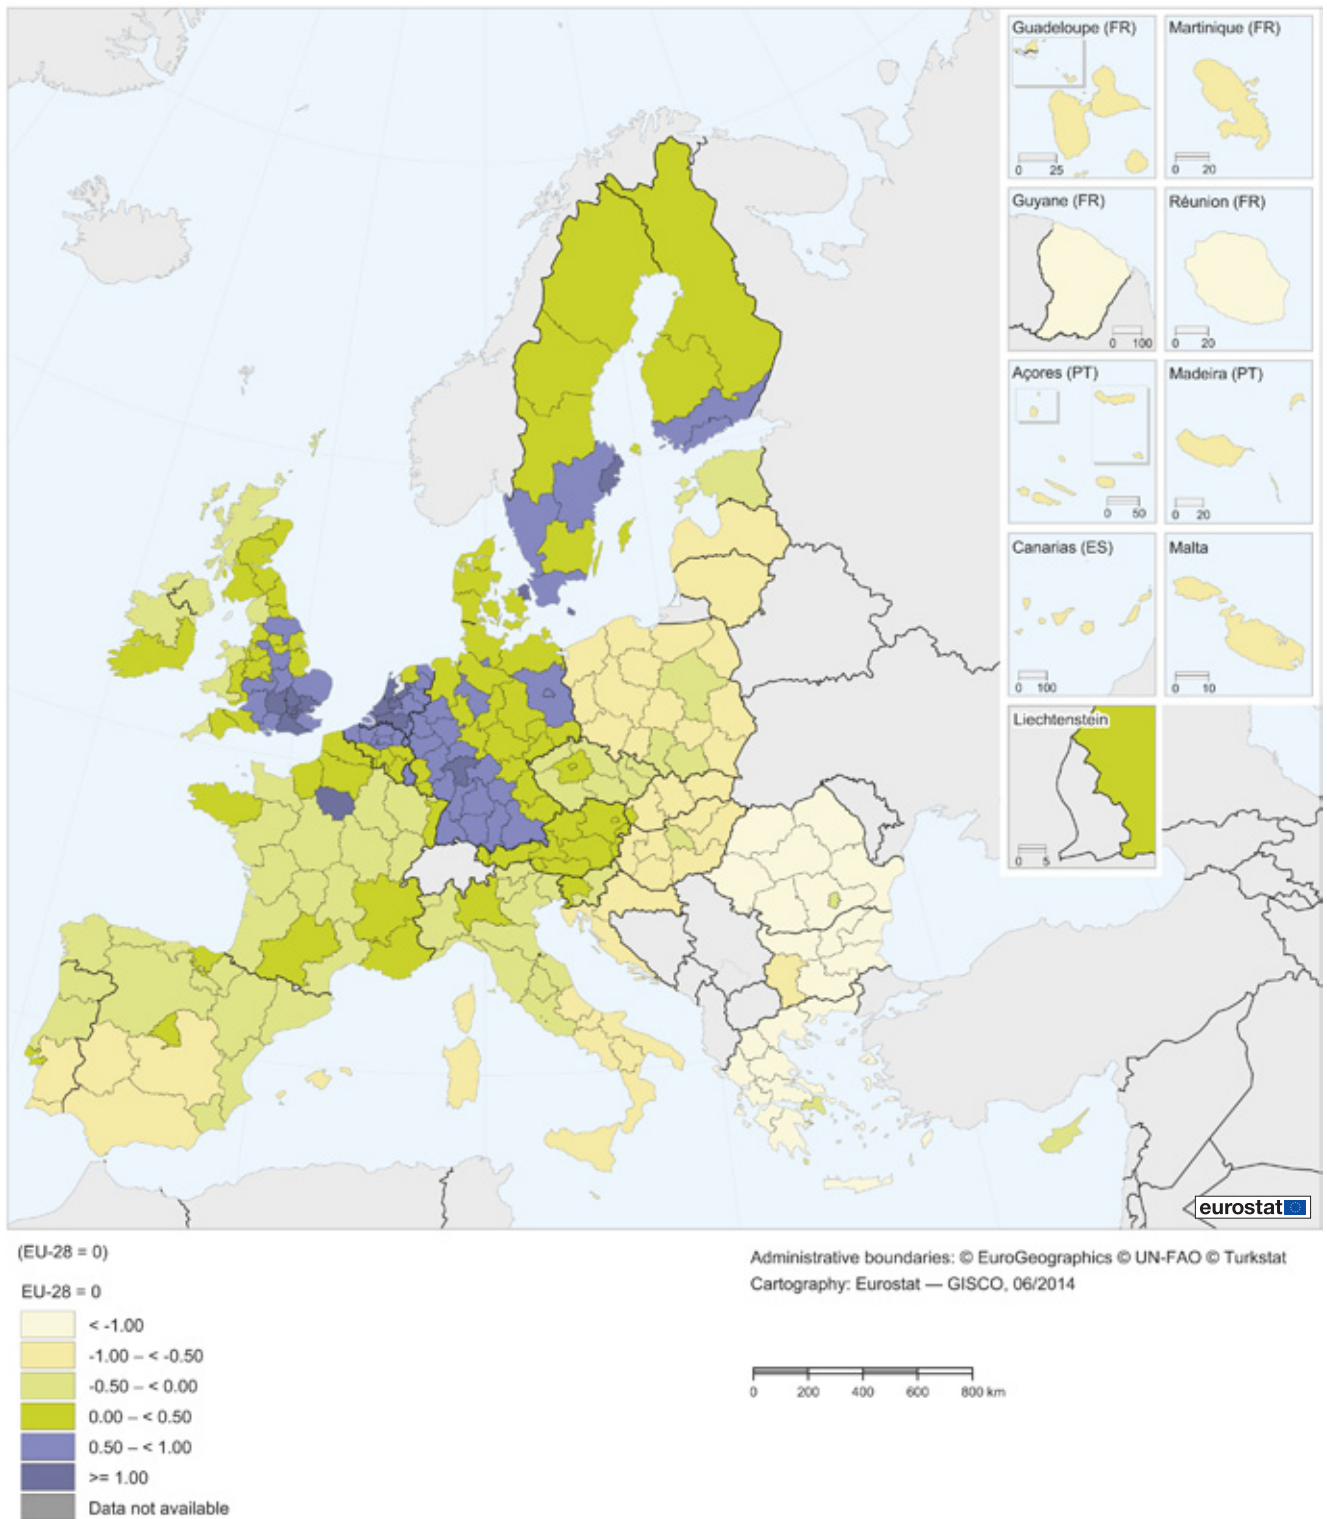 Guadeloupe (FR)
0 25
Martinique (FR)
0 20
Guyane (FR)
0 100
Réunion (FR)
0 20
Açores (PT)
0 50
Madeira (PT)
0 20
Canarias (ES)
0 100
Malta
0 10
Liechtenstein
0 5
eurostat
(EU-28 = 0)
EU-28 = 0
< -1.00
-1.00 – < -0.50
-0.50 – < 0.00
0.00 – < 0.50
0.50 – < 1.00
>= 1.00
Data not available
Administrative boundaries: © EuroGeographics © UN-FAO © Turkstat
Cartography: Eurostat — GISCO, 06/2014
0 200 400 600 800 km